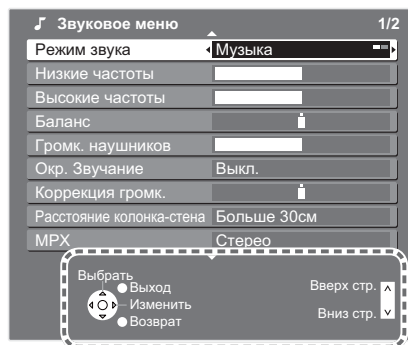 Звуковое меню 1/2
Режим звука Музыка
Низкие частоты
Высокие частоты
Баланс
Громк. наушников
Окр. Звучание Выкл.
Коррекция громк.
Расстояние колонка-стена Больше 30см
MPX Стерео
Выбрать
Выход
Изменить
Возврат
Вверх стр.
Вниз стр.